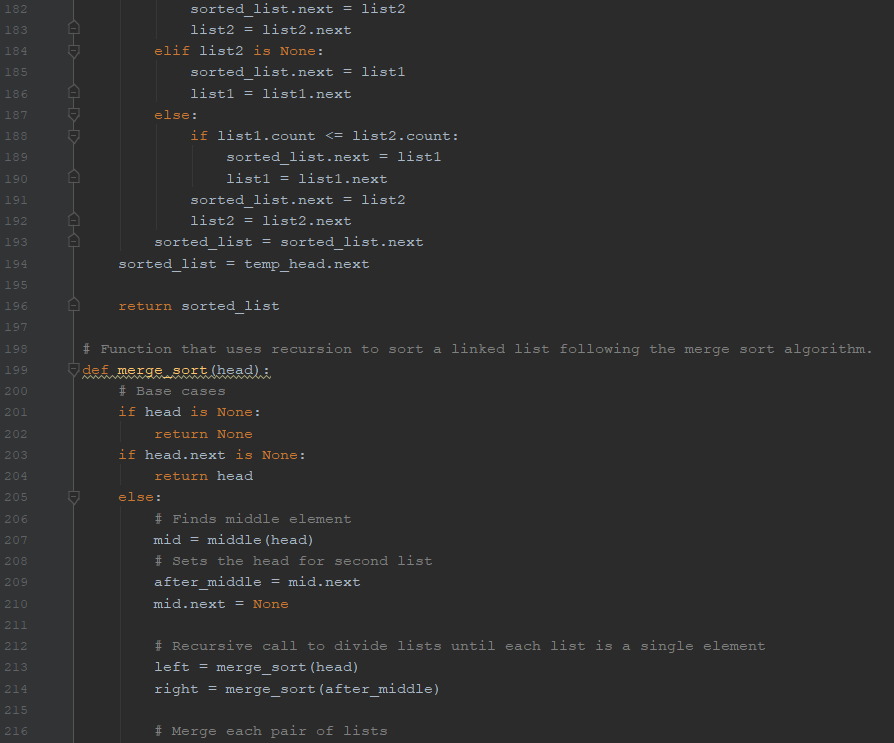 182 sorted_list.next = list2
183 list2 = list2.next
184 elif list2 is None:
185 sorted_list.next = list1
186 list1 = list1.next
187 else:
188 if list1.count <= list2.count:
189 sorted_list.next = list1
190 list1 = list1.next
191 sorted_list.next = list2
192 list2 = list2.next
193 sorted_list = sorted_list.next
194 sorted_list = temp_head.next
195
196 return sorted_list
197
198 # Function that uses recursion to sort a linked list following the merge sort algorithm.
199 def merge_sort(head):
200 # Base cases
201 if head is None:
202 return None
203 if head.next is None:
204 return head
205 else:
206 # Finds middle element
207 mid = middle(head)
208 # Sets the head for second list
209 after_middle = mid.next
210 mid.next = None
211
212 # Recursive call to divide lists until each list is a single element
213 left = merge_sort(head)
214 right = merge_sort(after_middle)
215
216 # Merge each pair of lists